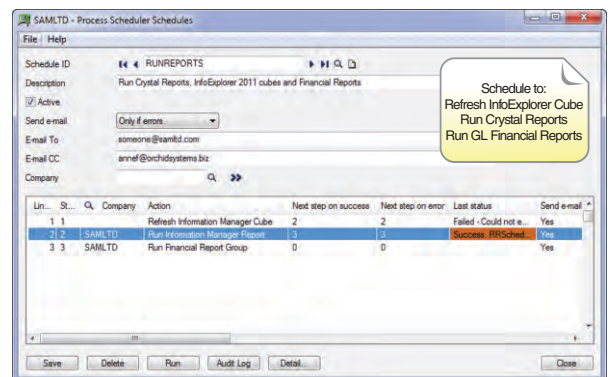 SAMLTD - Process Scheduler Schedules
File Help
Schedule ID RUNREPORTS
Description Run Crystal Reports, InfoExplorer 2011 cubes and Financial Reports
Active
Send e-mail Only if errors
E-mail To someone@samltd.com
E-mail CC annef@orchidsystems.biz
Company
Schedule to:
Refresh InfoExplorer Cube
Run Crystal Reports
Run GL Financial Reports
Lin... St... Company Action Next step on success Next step on error Last status Send e-mail
1 1 Refresh Information Manager Cube 2 2 Failed - Could not e... Yes
2 2 SAMLTD Run Information Manager Report 3 3 Success. RRSched... Yes
3 3 SAMLTD Run Financial Report Group 0 0 Yes
Save Delete Run Audit Log Detail... Close